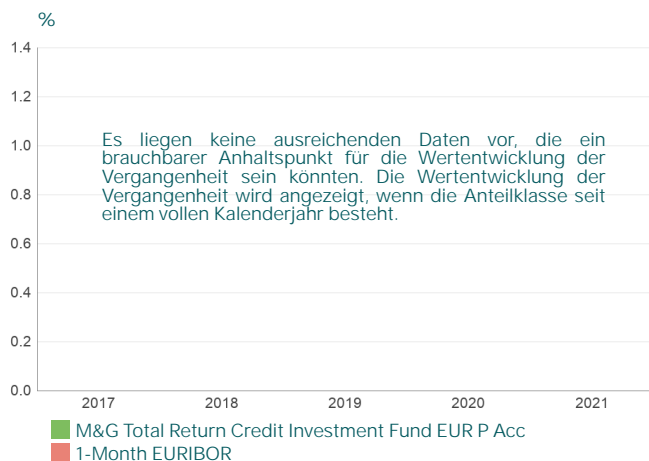 %
1.4
1.2
1.0
0.8
0.6
0.4
0.2
0.0
Es liegen keine ausreichenden Daten vor, die ein
brauchbarer Anhaltspunkt für die Wertentwicklung der
Vergangenheit sein könnten. Die Wertentwicklung der
Vergangenheit wird angezeigt, wenn die Anteilklasse seit
einem vollen Kalenderjahr besteht.
2017 2018 2019 2020 2021
M&G Total Return Credit Investment Fund EUR P Acc
1-Month EURIBOR